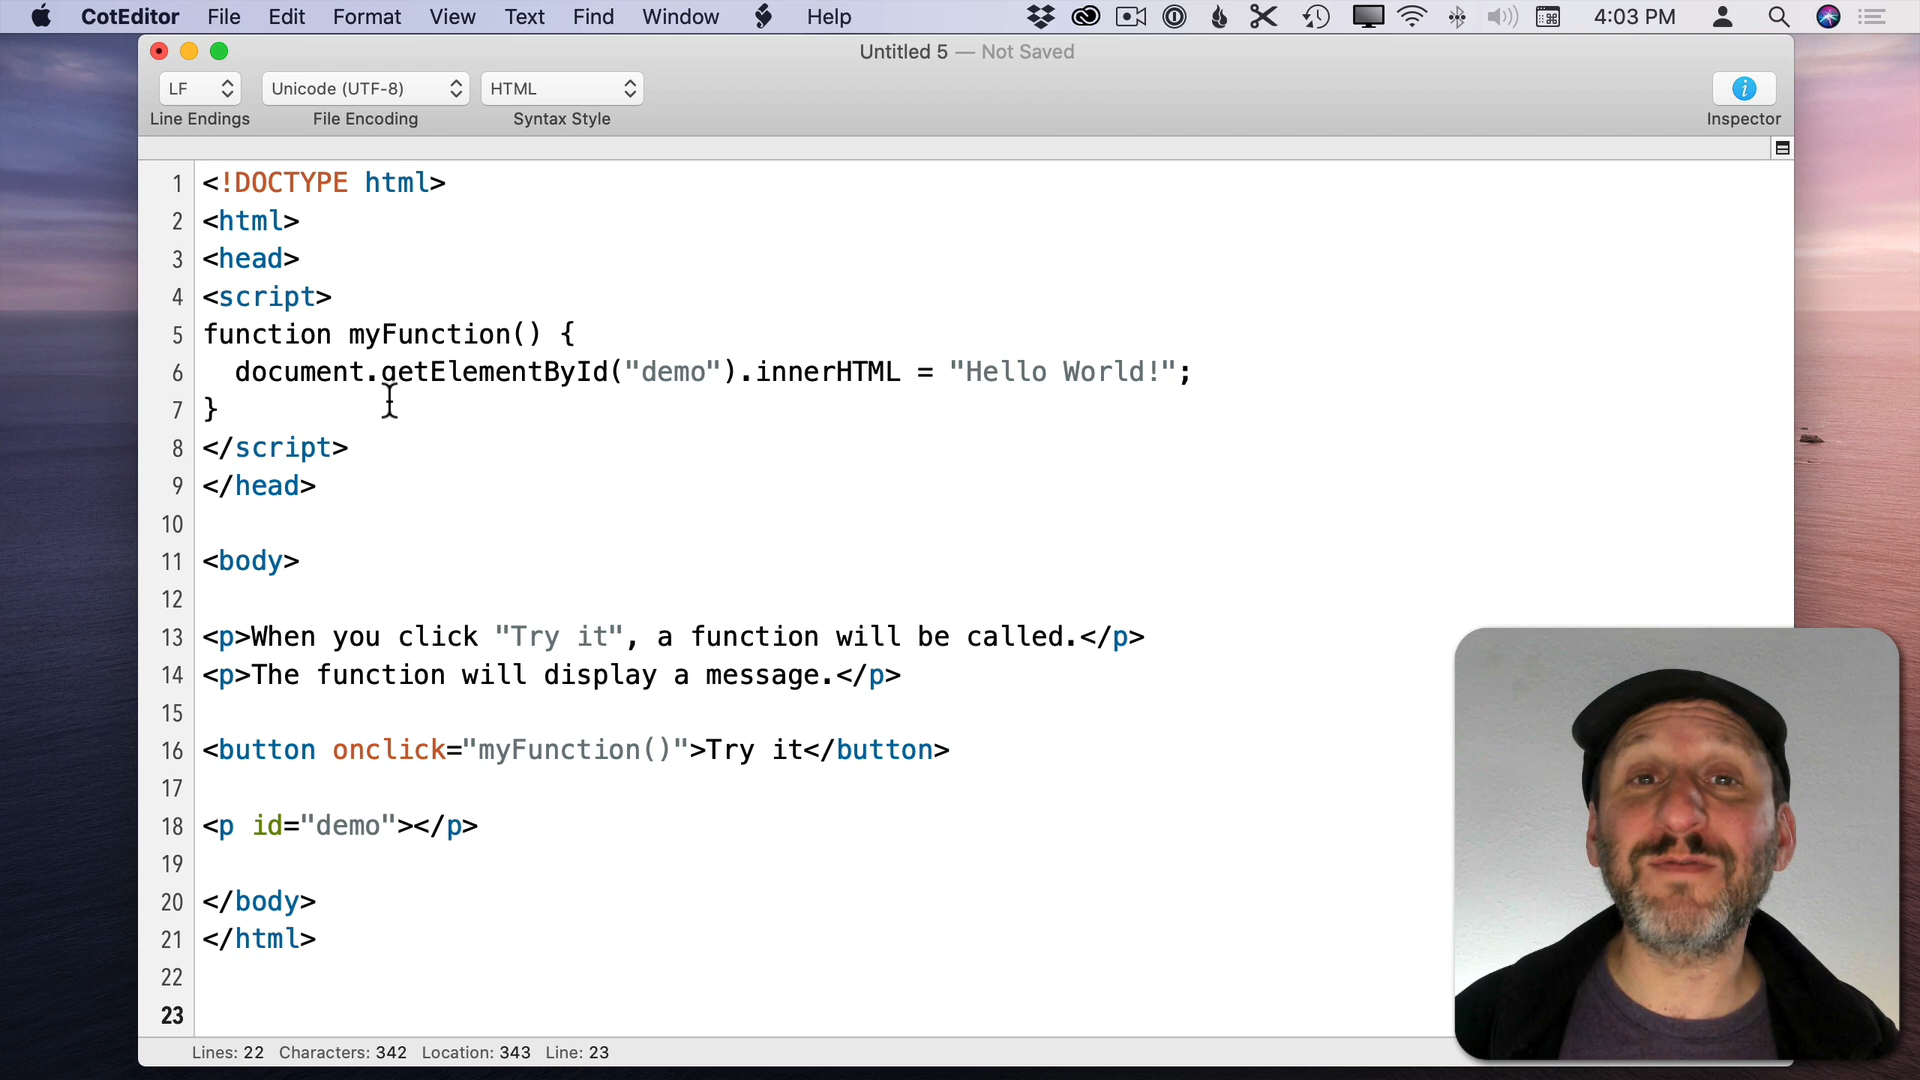 CotEditor File Edit Format View Text Find Window Help 4:03 PM
Untitled 5 — Not Saved
LF Unicode (UTF-8) HTML
Line Endings File Encoding Syntax Style Inspector
1 <!DOCTYPE html>
2 <html>
3 <head>
4 <script>
5 function myFunction() {
6 document.getElementById("demo").innerHTML = "Hello World!";
7 }
8 </script>
9 </head>
10
11 <body>
12
13 <p>When you click "Try it", a function will be called.</p>
14 <p>The function will display a message.</p>
15
16 <button onclick="myFunction()">Try it</button>
17
18 <p id="demo"></p>
19
20 </body>
21 </html>
22
23
Lines: 22 Characters: 342 Location: 343 Line: 23